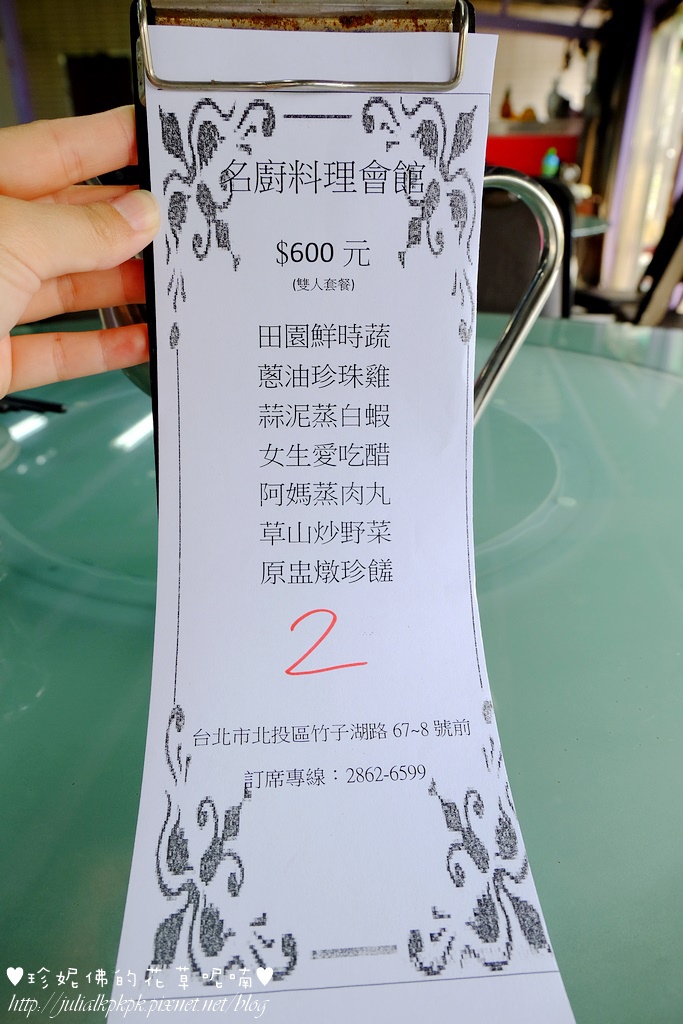 名廚料理會館
$600 元
(雙人套餐)
田園鮮時蔬
蔥油珍珠雞
蒜泥蒸白蝦
女生愛吃醋
阿媽蒸肉丸
草山炒野菜
原盅燉珍饈
2
台北市北投區竹子湖路 67~8 號前
訂席專線：2862-6599
♥珍妮佛的花草呢喃♥
http://julialkpkpk.pixnet.net/blog